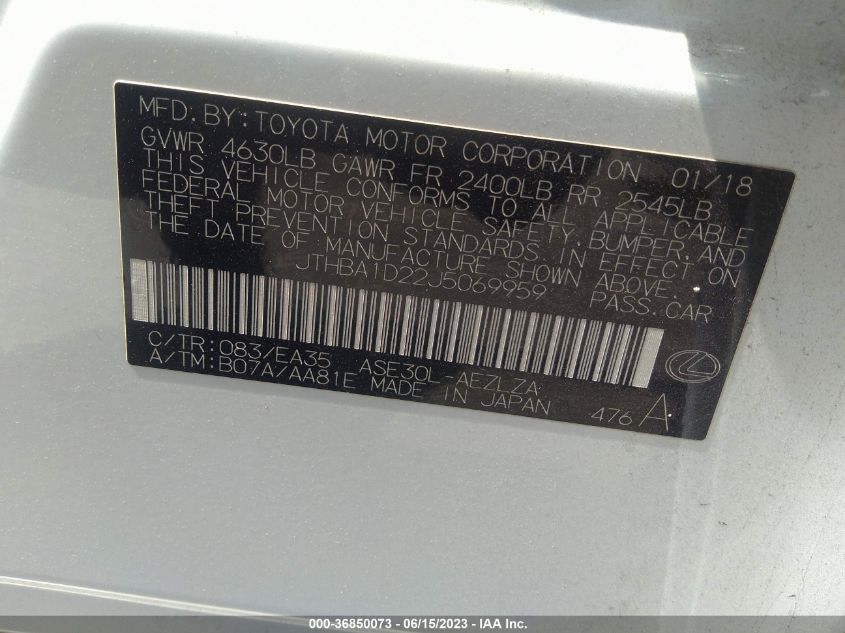 MFD. BY: TOYOTA MOTOR CORPORATION 01/18
GVWR 4630LB GAWR FR 2400LB RR 2545LB
THIS VEHICLE CONFORMS TO ALL APPLICABLE
FEDERAL MOTOR VEHICLE SAFETY, BUMPER, AND
THEFT PREVENTION STANDARDS IN EFFECT ON
THE DATE OF MANUFACTURE SHOWN ABOVE.
JTHBA1D22J5069959 PASS. CAR
C/TR: 083/EA35 ASE30L-AEZLZA
A/TM: B07A/AA81E MADE IN JAPAN 476 A
000-36850073 - 06/15/2023 - IAA Inc.